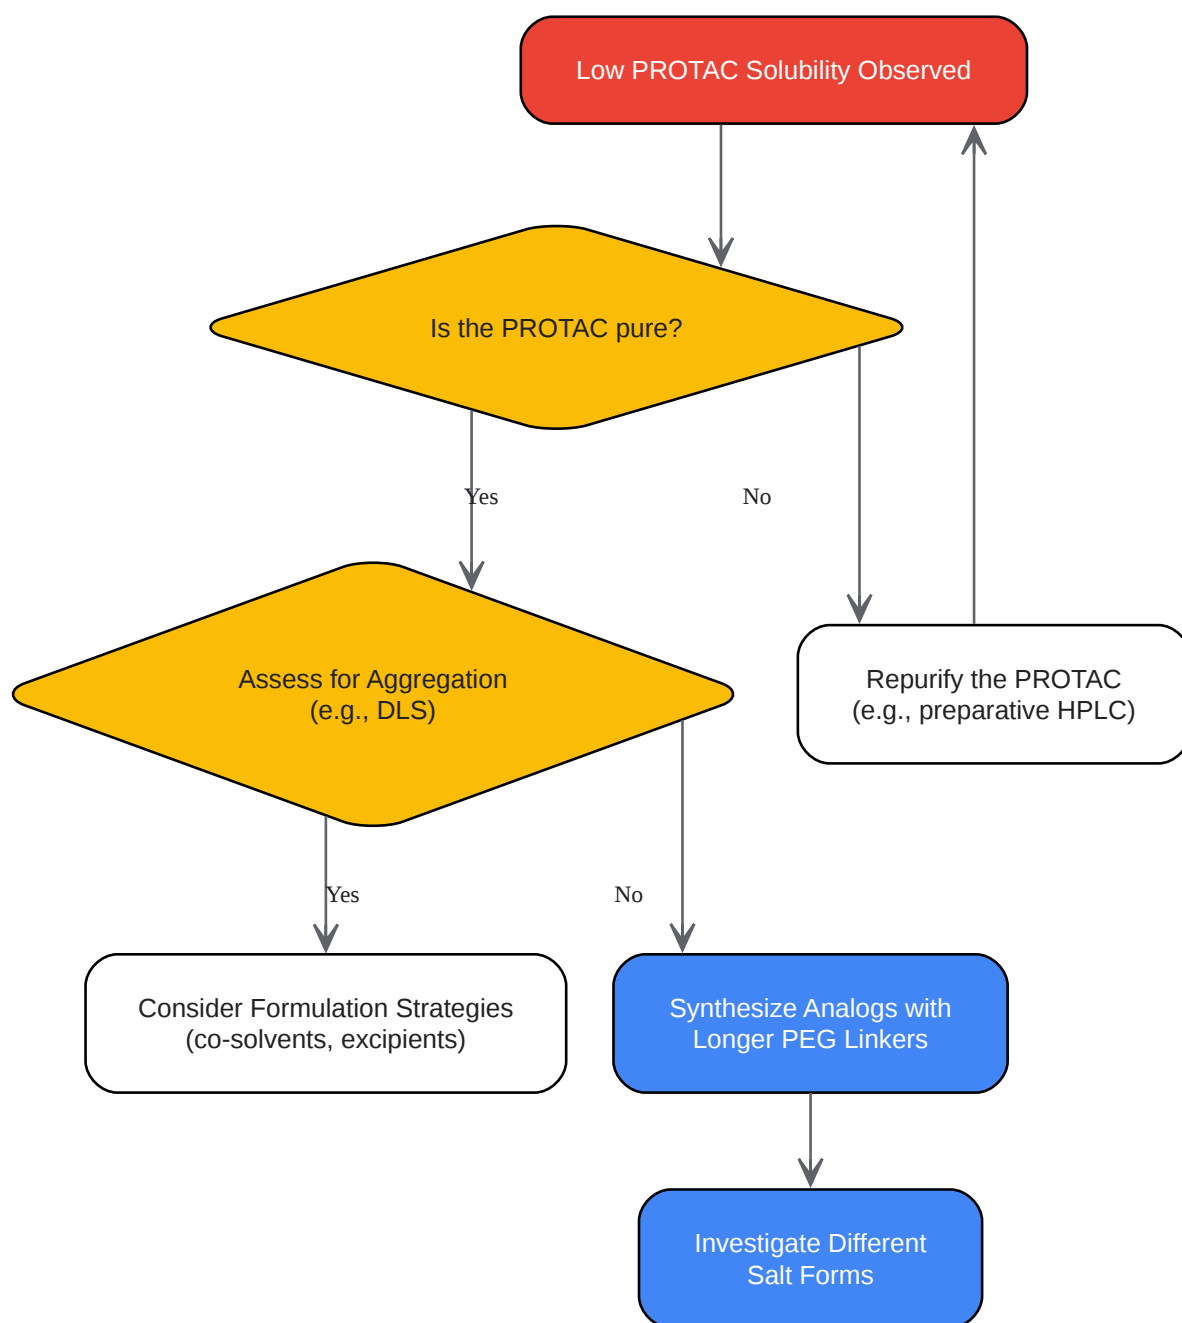 Low PROTAC Solubility Observed
Is the PROTAC pure?
Yes
No
Assess for Aggregation
(e.g., DLS)
Repurify the PROTAC
(e.g., preparative HPLC)
Yes
No
Consider Formulation Strategies
(co-solvents, excipients)
Synthesize Analogs with
Longer PEG Linkers
Investigate Different
Salt Forms